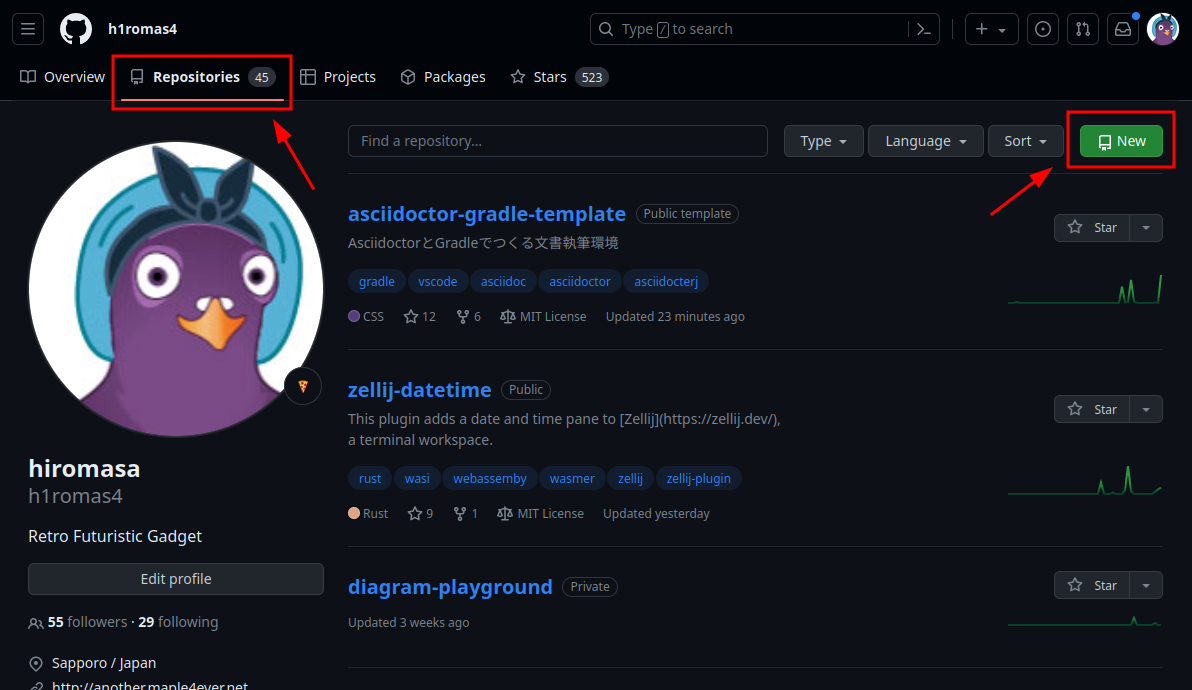 h1romas4
Type / to search
Overview
Repositories 45
Projects
Packages
Stars 523
Find a repository...
Type
Language
Sort
New
asciidoctor-gradle-template Public template
Star
AsciidoctorとGradleでつくる文書執筆環境
gradle vscode asciidoc asciidoctor asciidocterj
CSS 12 6 MIT License Updated 23 minutes ago
zellij-datetime Public
Star
This plugin adds a date and time pane to [Zellij](https://zellij.dev/),
a terminal workspace.
rust wasi webassemby wasmer zellij zellij-plugin
Rust 9 1 MIT License Updated yesterday
diagram-playground Private
Star
Updated 3 weeks ago
hiromasa
h1romas4
Retro Futuristic Gadget
Edit profile
55 followers · 29 following
Sapporo / Japan
http://another.maple4ever.net